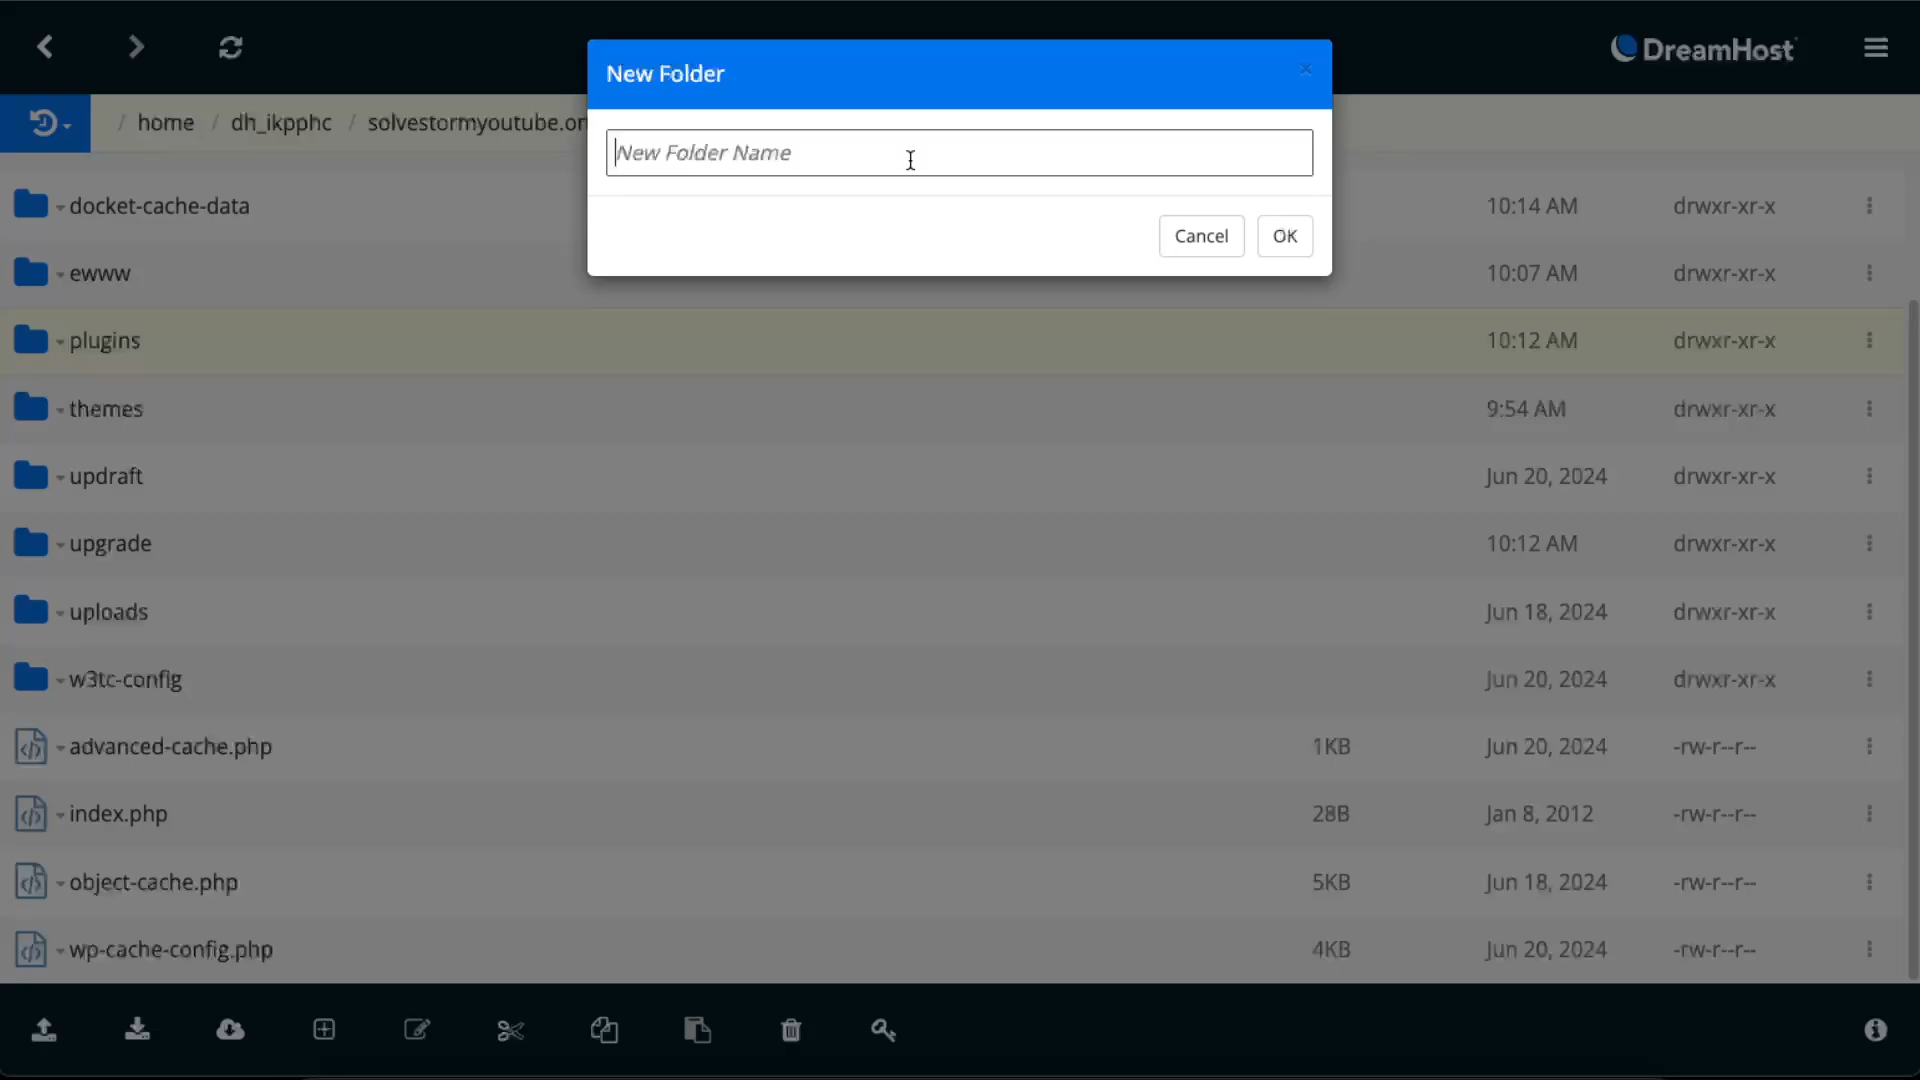 DreamHost
New Folder
×
/ home / dh_ikpphc / solvestormyoutube.on
New Folder Name
Cancel OK
docket-cache-data 10:14 AM drwxr-xr-x
ewww 10:07 AM drwxr-xr-x
plugins 10:12 AM drwxr-xr-x
themes 9:54 AM drwxr-xr-x
updraft Jun 20, 2024 drwxr-xr-x
upgrade 10:12 AM drwxr-xr-x
uploads Jun 18, 2024 drwxr-xr-x
w3tc-config Jun 20, 2024 drwxr-xr-x
advanced-cache.php 1KB Jun 20, 2024 -rw-r--r--
index.php 28B Jan 8, 2012 -rw-r--r--
object-cache.php 5KB Jun 18, 2024 -rw-r--r--
wp-cache-config.php 4KB Jun 20, 2024 -rw-r--r--